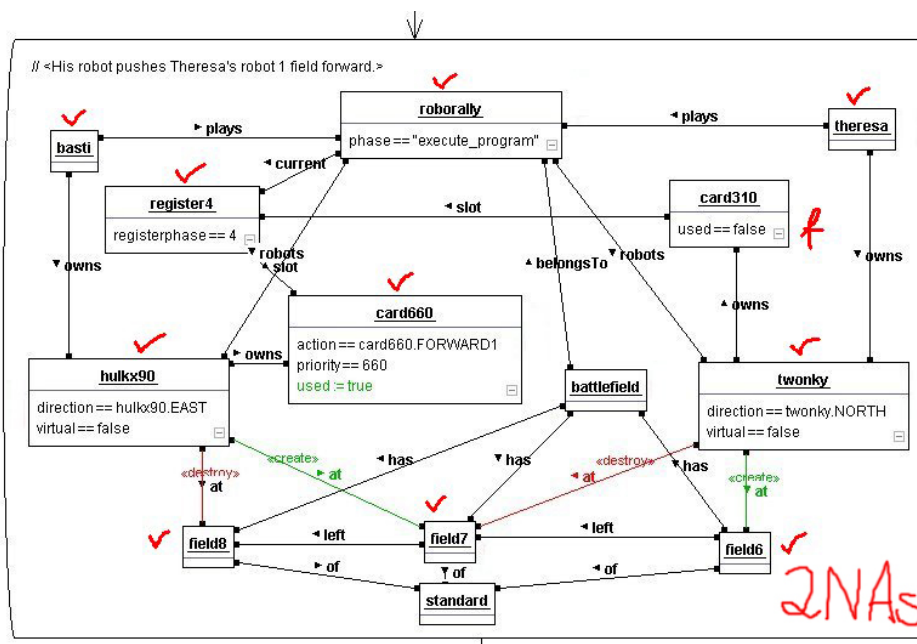 // <His robot pushes Theresa's robot 1 field forward.>
roborally
phase=="execute_program"
basti
► plays
◄ plays
theresa
◄ current
register4
registerphase==4
◄ slot
card310
used==false
▼ robots
▲ slot
▲ belongsTo
▼ robots
▼ owns
▼ owns
▲ owns
card660
action==card660.FORWARD1
priority==660
used:=true
► owns
hulkx90
direction==hulkx90.EAST
virtual==false
battlefield
twonky
direction==twonky.NORTH
virtual==false
«destroy»
▼ at
«create»
► at
◄ has
▼ has
«destroy»
◄ at
▼ has
«create»
▼ at
field8
◄ left
field7
◄ left
field6
► of
▼ of
◄ of
standard
2NAs